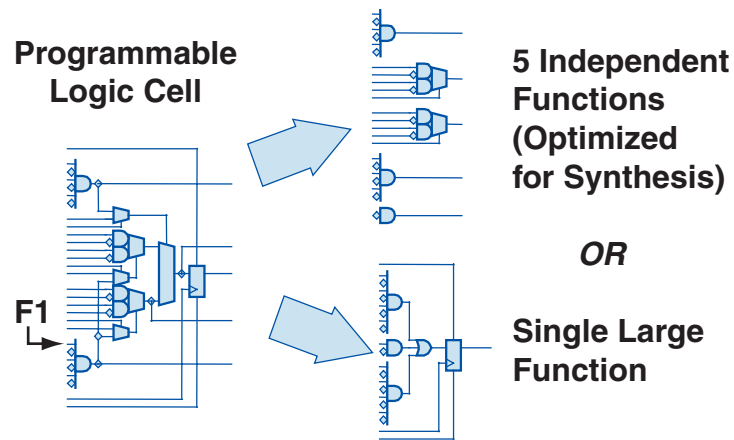 Programmable
Logic Cell
F1
5 Independent
Functions
(Optimized
for Synthesis)
OR
Single Large
Function